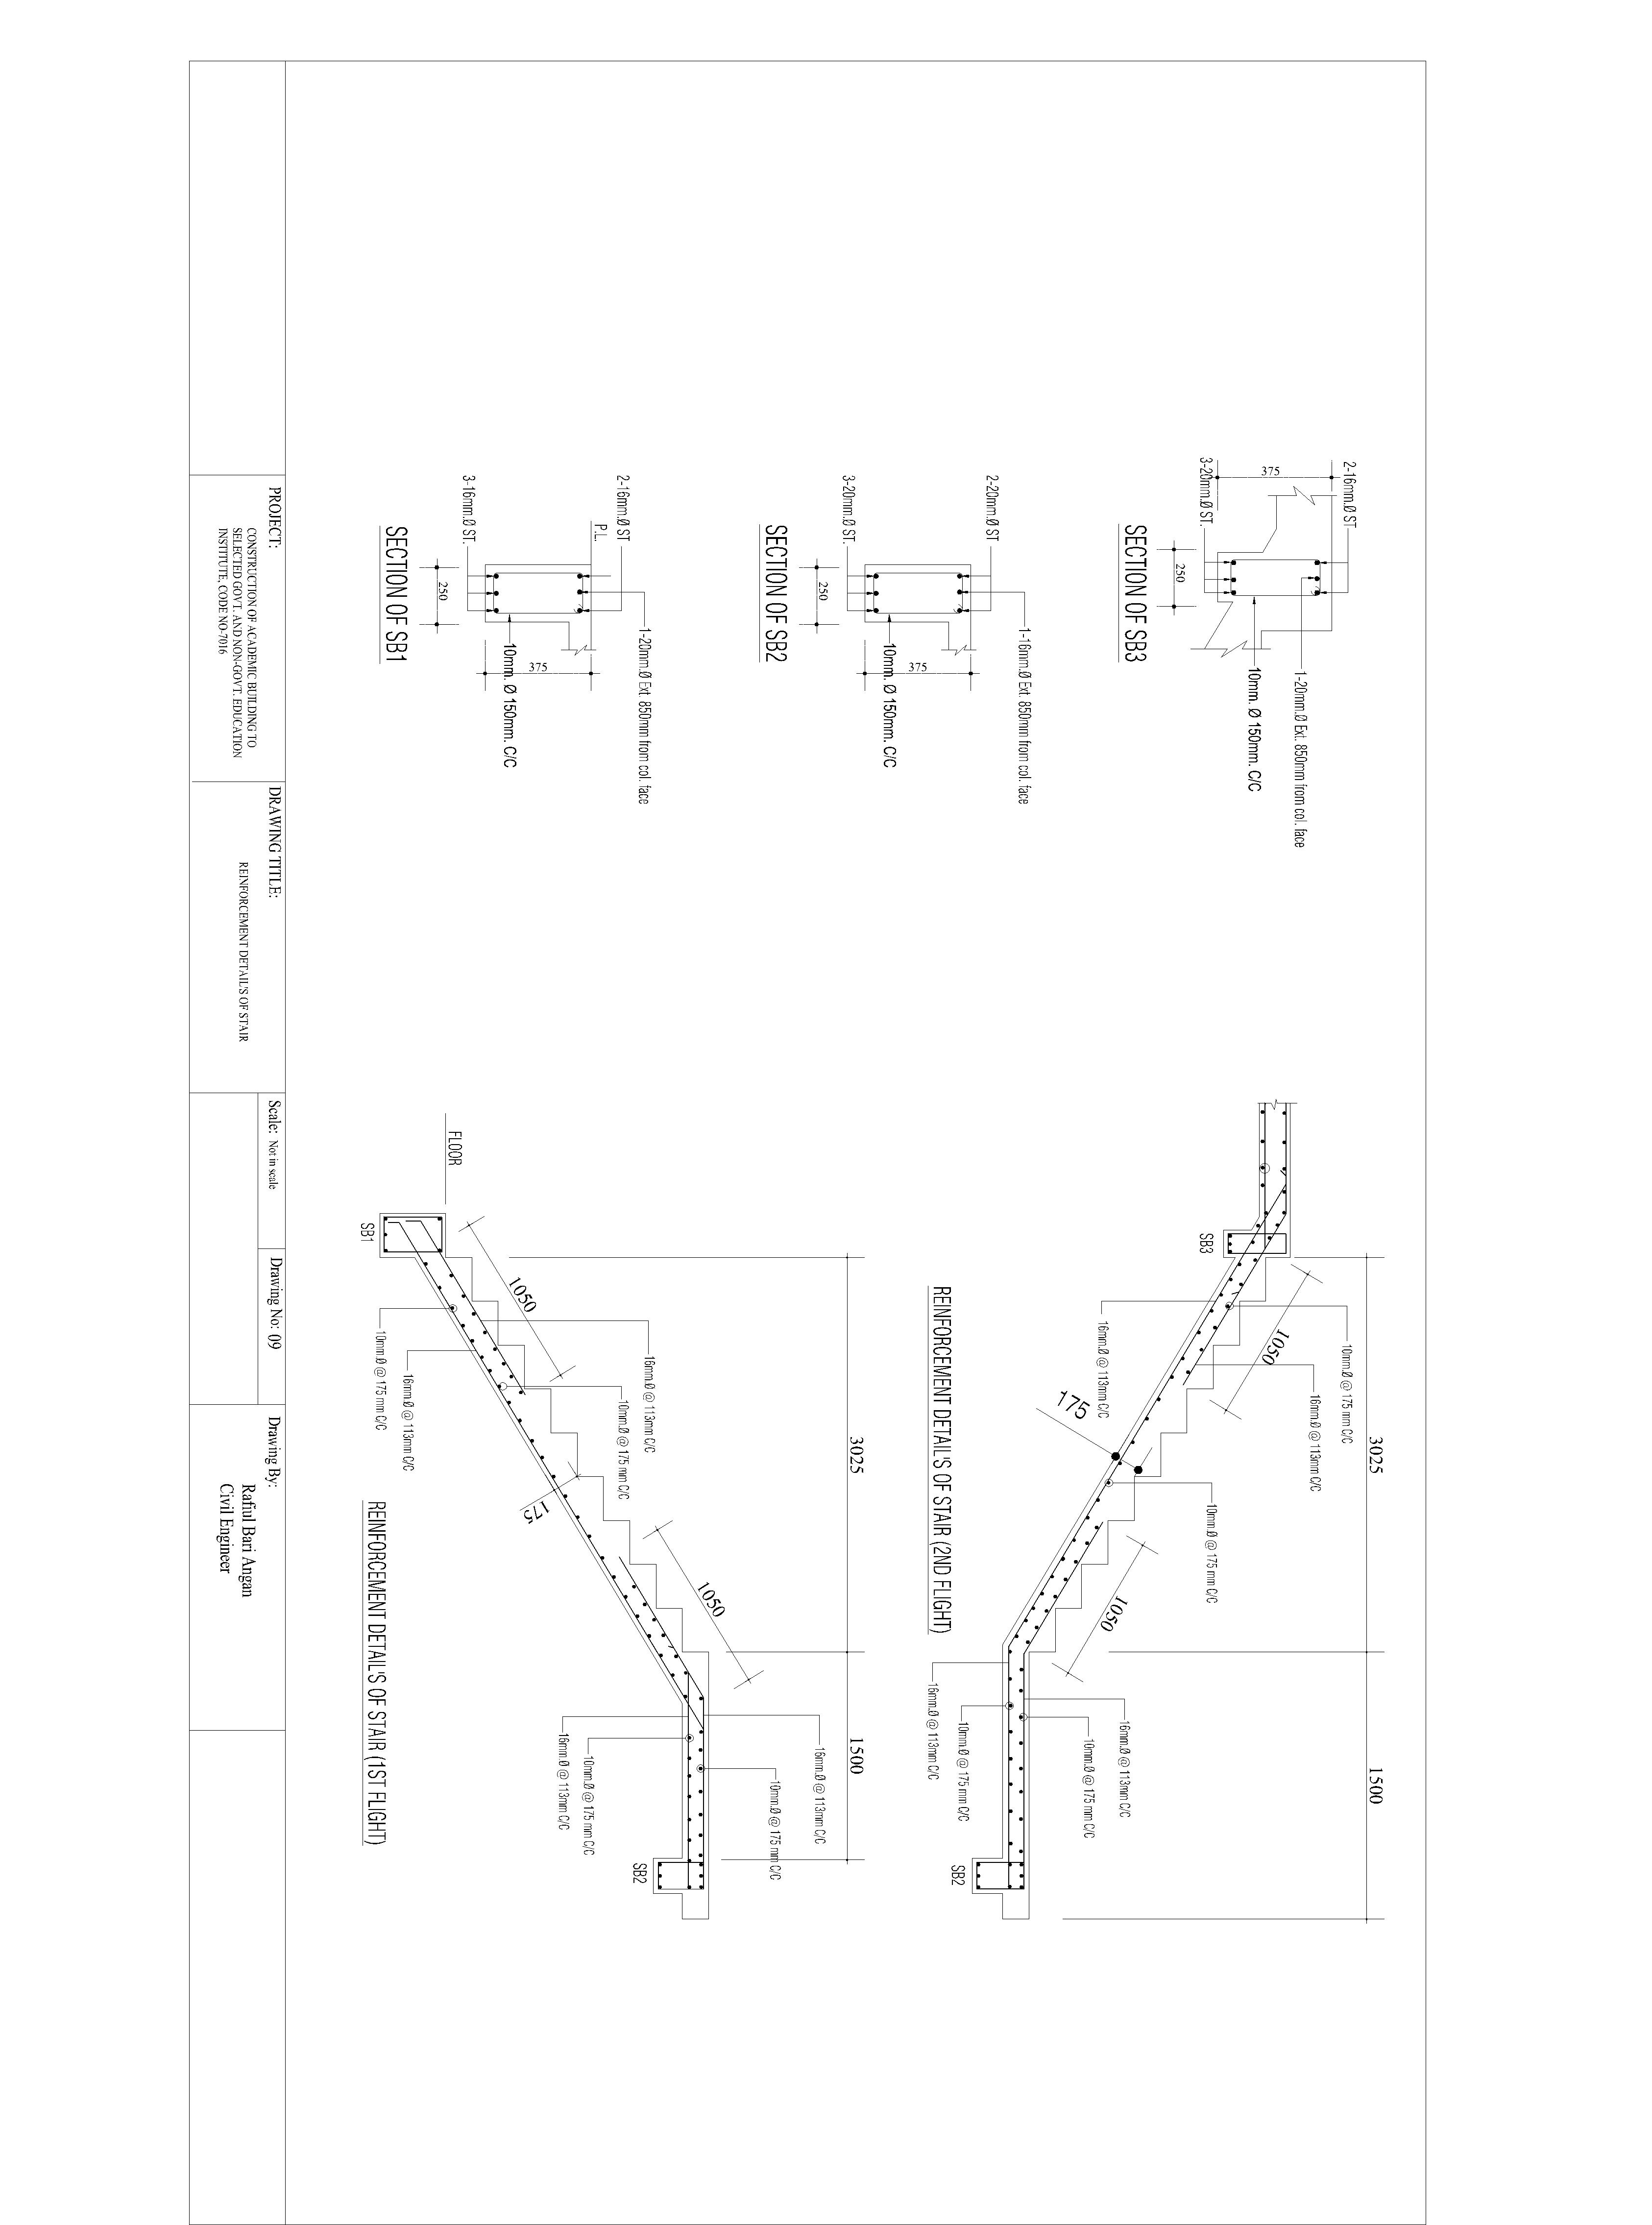 2-16mm.Ø ST
1-20mm.Ø Ext. 850mm from col. face
375
10mm. Ø 150mm. C/C
3-20mm.Ø ST.
250
SECTION OF SB3
1-16mm.Ø Ext. 850mm from col. face
2-20mm.Ø ST
375
10mm. Ø 150mm. C/C
3-20mm.Ø ST.
250
SECTION OF SB2
1-20mm.Ø Ext. 850mm from col. face
2-16mm.Ø ST
P.L.
375
10mm. Ø 150mm. C/C
3-16mm.Ø ST.
250
SECTION OF SB1
3025
1500
10mm.Ø @ 175 mm C/C
16mm.Ø @ 113mm C/C
1050
SB3
10mm.Ø @ 175 mm C/C
1050
16mm.Ø @ 113mm C/C
16mm.Ø @ 113mm C/C
10mm.Ø @ 175 mm C/C
175
10mm.Ø @ 175 mm C/C
SB2
16mm.Ø @ 113mm C/C
REINFORCEMENT DETAIL'S OF STAIR (2ND FLIGHT)
3025
1500
16mm.Ø @ 113mm C/C
10mm.Ø @ 175 mm C/C
1050
16mm.Ø @ 113mm C/C
10mm.Ø @ 175 mm C/C
SB2
10mm.Ø @ 175 mm C/C
16mm.Ø @ 113mm C/C
175
1050
FLOOR
16mm.Ø @ 113mm C/C
10mm.Ø @ 175 mm C/C
SB1
REINFORCEMENT DETAIL'S OF STAIR (1ST FLIGHT)
PROJECT:
CONSTRUCTION OF ACADEMIC BUILDING TO
SELECTED GOVT. AND NON-GOVT. EDUCATION
INSTITUTE, CODE NO-7016
DRAWING TITLE:
REINFORCEMENT DETAIL'S OF STAIR
Scale: Not in scale
Drawing No: 09
Drawing By:
Rafiul Bari Angan
Civil Engineer